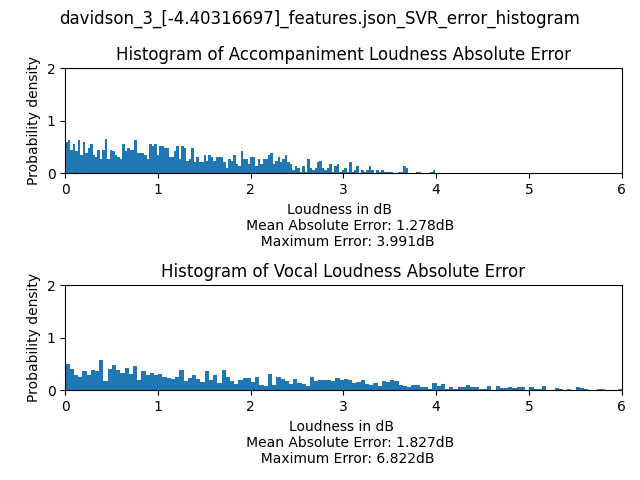 davidson_3_[-4.40316697]_features.json_SVR_error_histogram
Histogram of Accompaniment Loudness Absolute Error
Probability density
2
1
0
0 1 2 3 4 5 6
Loudness in dB
Mean Absolute Error: 1.278dB
Maximum Error: 3.991dB
Histogram of Vocal Loudness Absolute Error
Probability density
2
1
0
0 1 2 3 4 5 6
Loudness in dB
Mean Absolute Error: 1.827dB
Maximum Error: 6.822dB